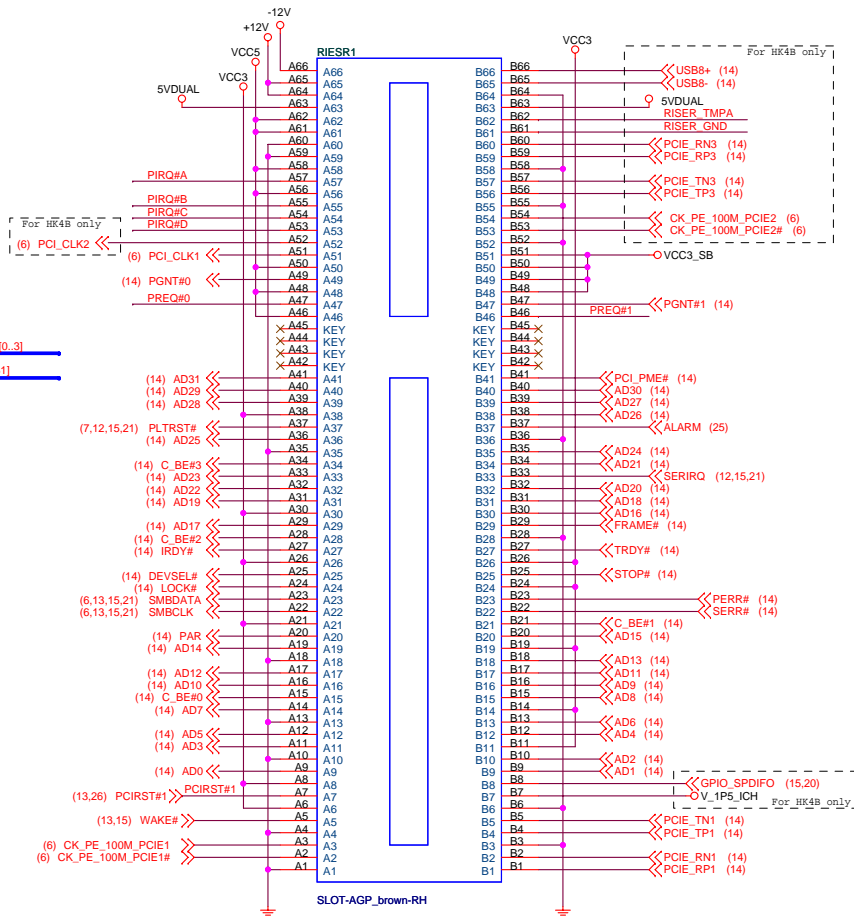 -12V
+12V
VCC5
VCC3
5VDUAL
RIESR1
VCC3
For HK4B only
A66 A66 B66 B66 USB8+ (14)
A65 A65 B65 B65 USB8- (14)
A64 A64 B64 B64
A63 A63 B63 B63 5VDUAL
A62 A62 B62 B62 RISER_TMPA
A61 A61 B61 B61 RISER_GND
A60 A60 B60 B60 PCIE_RN3 (14)
A59 A59 B59 B59 PCIE_RP3 (14)
A58 A58 B58 B58
PIRQ#A A57 A57 B57 B57 PCIE_TN3 (14)
A56 A56 B56 B56 PCIE_TP3 (14)
PIRQ#B A55 A55 B55 B55
PIRQ#C A54 A54 B54 B54 CK_PE_100M_PCIE2 (6)
PIRQ#D A53 A53 B53 B53 CK_PE_100M_PCIE2# (6)
For HK4B only
(6) PCI_CLK2 A52 A52 B52 B52
(6) PCI_CLK1 A51 A51 B51 B51 VCC3_SB
A50 A50 B50 B50
(14) PGNT#0 A49 A49 B49 B49
A48 A48 B48 B48
PREQ#0 A47 A47 B47 B47 PGNT#1 (14)
A46 A46 B46 B46 PREQ#1
A45 KEY KEY B45
A44 KEY KEY B44
[0..3]
A43 KEY KEY B43
A42 KEY KEY B42
1]
(14) AD31 A41 A41 B41 B41 PCI_PME# (14)
(14) AD29 A40 A40 B40 B40 AD30 (14)
(14) AD28 A39 A39 B39 B39 AD27 (14)
A38 A38 B38 B38 AD26 (14)
(7,12,15,21) PLTRST# A37 A37 B37 B37 ALARM (25)
(14) AD25 A36 A36 B36 B36
A35 A35 B35 B35 AD24 (14)
(14) C_BE#3 A34 A34 B34 B34 AD21 (14)
(14) AD23 A33 A33 B33 B33 SERIRQ (12,15,21)
(14) AD22 A32 A32 B32 B32 AD20 (14)
(14) AD19 A31 A31 B31 B31 AD18 (14)
A30 A30 B30 B30 AD16 (14)
(14) AD17 A29 A29 B29 B29 FRAME# (14)
(14) C_BE#2 A28 A28 B28 B28
(14) IRDY# A27 A27 B27 B27 TRDY# (14)
A26 A26 B26 B26
(14) DEVSEL# A25 A25 B25 B25 STOP# (14)
(14) LOCK# A24 A24 B24 B24
(6,13,15,21) SMBDATA A23 A23 B23 B23 PERR# (14)
(6,13,15,21) SMBCLK A22 A22 B22 B22 SERR# (14)
A21 A21 B21 B21 C_BE#1 (14)
(14) PAR A20 A20 B20 B20 AD15 (14)
(14) AD14 A19 A19 B19 B19
A18 A18 B18 B18 AD13 (14)
(14) AD12 A17 A17 B17 B17 AD11 (14)
(14) AD10 A16 A16 B16 B16 AD9 (14)
(14) C_BE#0 A15 A15 B15 B15 AD8 (14)
(14) AD7 A14 A14 B14 B14
A13 A13 B13 B13 AD6 (14)
(14) AD5 A12 A12 B12 B12 AD4 (14)
(14) AD3 A11 A11 B11 B11
A10 A10 B10 B10 AD2 (14)
(14) AD0 A9 A9 B9 B9 AD1 (14)
A8 A8 B8 B8 GPIO_SPDIFO (15,20)
(13,26) PCIRST#1 PCIRST#1 A7 A7 B7 B7 V_1P5_ICH
For HK4B only
A6 A6 B6 B6
(13,15) WAKE# A5 A5 B5 B5 PCIE_TN1 (14)
A4 A4 B4 B4 PCIE_TP1 (14)
(6) CK_PE_100M_PCIE1 A3 A3 B3 B3
(6) CK_PE_100M_PCIE1# A2 A2 B2 B2 PCIE_RN1 (14)
A1 A1 B1 B1 PCIE_RP1 (14)
SLOT-AGP_brown-RH